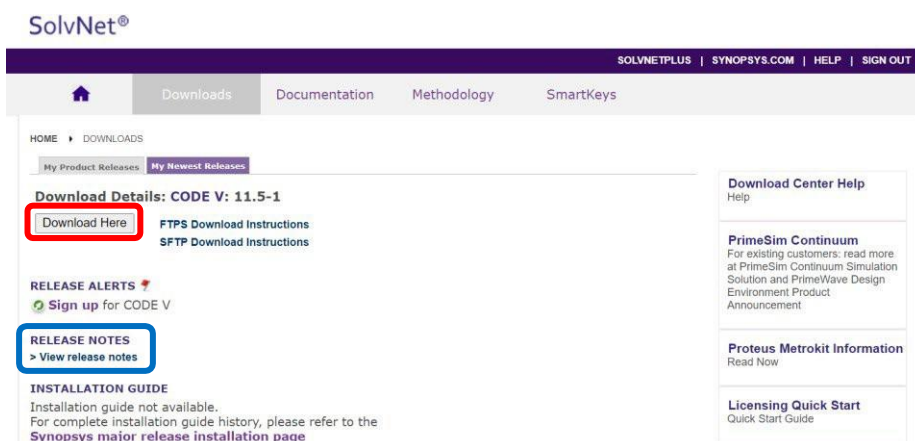 SolvNet®
SOLVNETPLUS | SYNOPSYS.COM | HELP | SIGN OUT
Downloads Documentation Methodology SmartKeys
HOME ▸ DOWNLOADS
My Product Releases My Newest Releases
Download Details: CODE V: 11.5-1
Download Here
FTPS Download Instructions
SFTP Download Instructions
RELEASE ALERTS
Sign up for CODE V
RELEASE NOTES
> View release notes
INSTALLATION GUIDE
Installation guide not available.
For complete installation guide history, please refer to the
Synopsys major release installation page
Download Center Help
Help
PrimeSim Continuum
For existing customers: read more
at PrimeSim Continuum Simulation
Solution and PrimeWave Design
Environment Product
Announcement
Proteus Metrokit Information
Read Now
Licensing Quick Start
Quick Start Guide